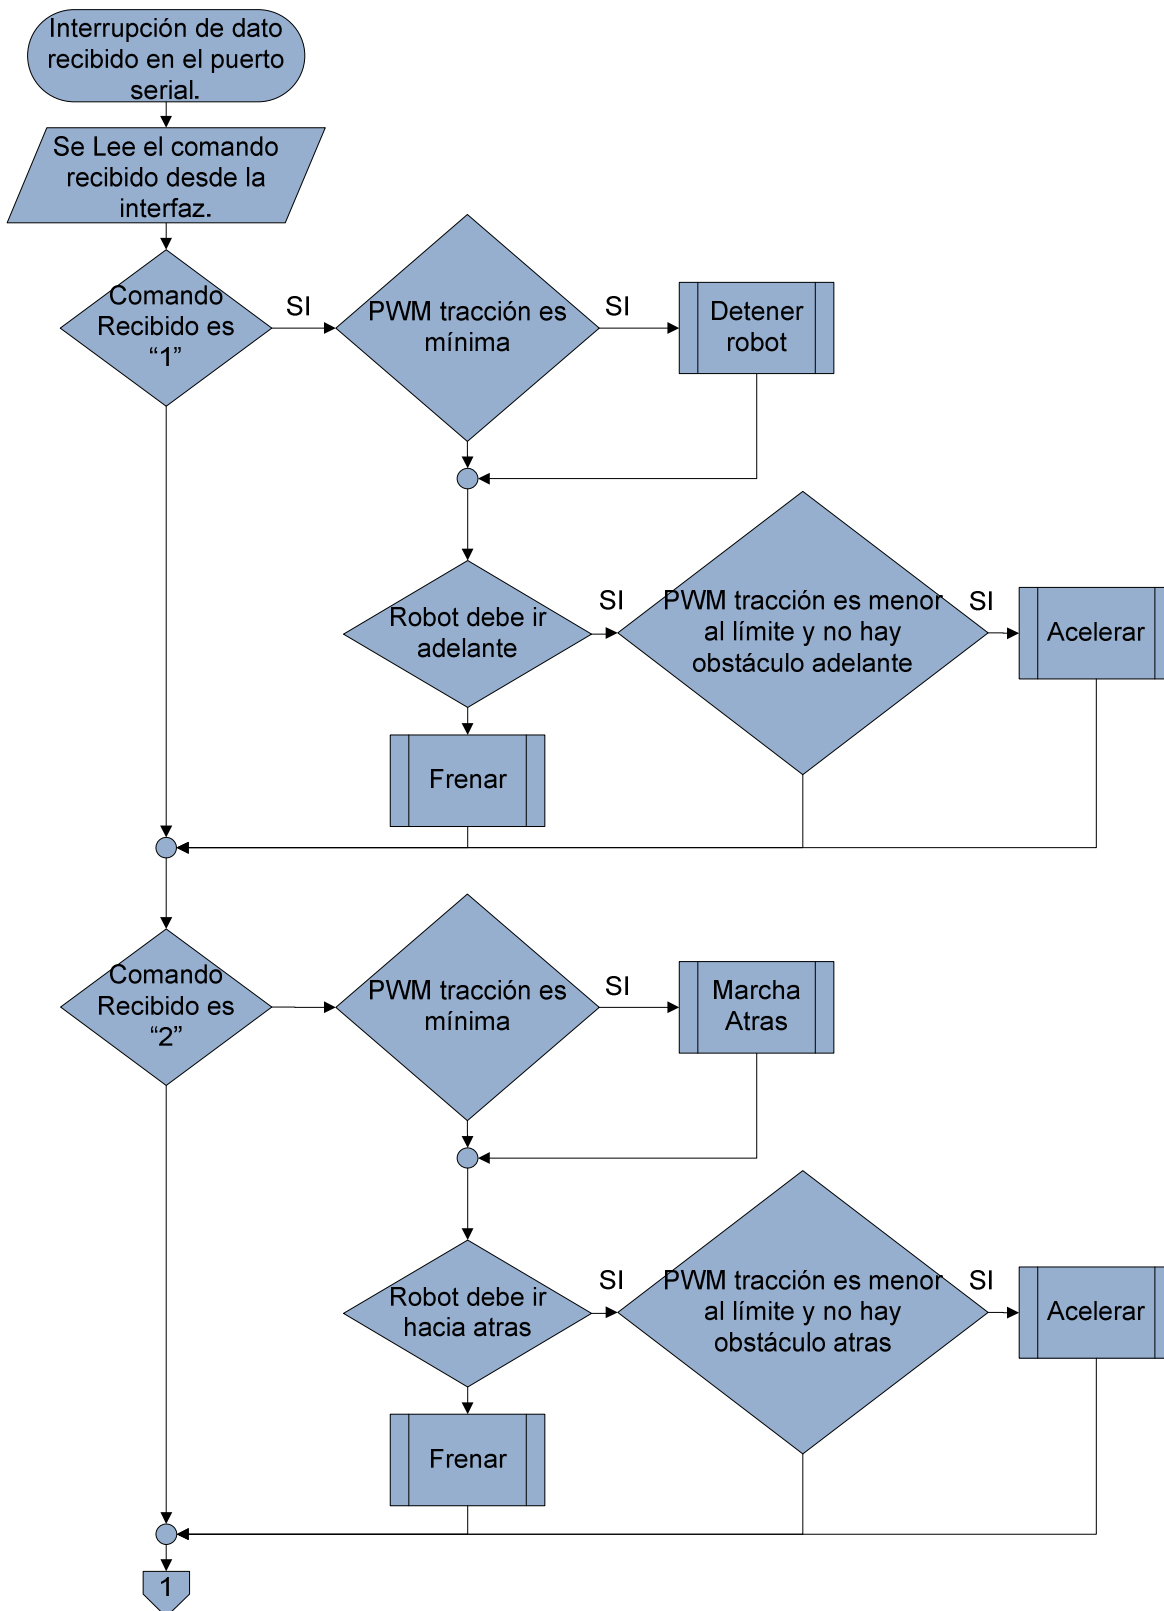 Interrupción de dato
recibido en el puerto
serial.
Se Lee el comando
recibido desde la
interfaz.
Comando
Recibido es
“1”
SI
PWM tracción es
mínima
SI
Detener
robot
Robot debe ir
adelante
SI
PWM tracción es menor
al límite y no hay
obstáculo adelante
SI
Acelerar
Frenar
Comando
Recibido es
“2”
PWM tracción es
mínima
SI
Marcha
Atras
Robot debe ir
hacia atras
SI
PWM tracción es menor
al límite y no hay
obstáculo atras
SI
Acelerar
Frenar
1